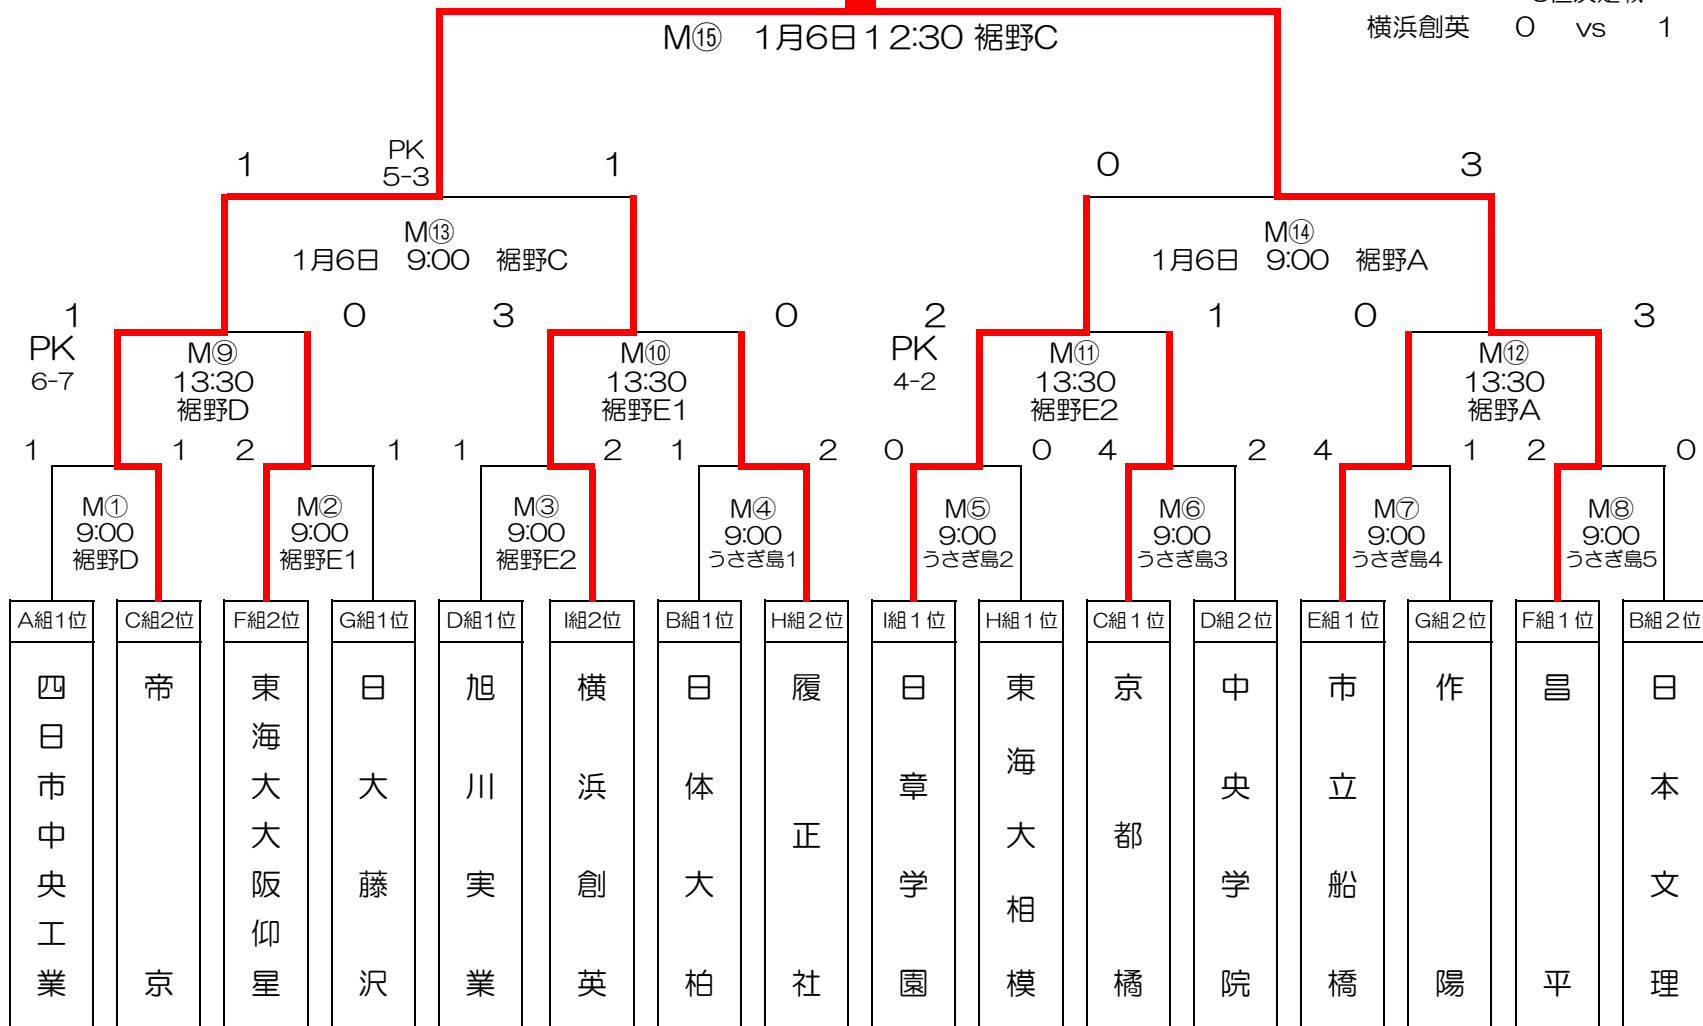 M⑮ 1月6日12:30 裾野C
横浜創英 0 vs 1
1 PK 1 0 3
5-3
M⑬ M⑭
1月6日 9:00 裾野C 1月6日 9:00 裾野A
1 0 3 0 2 1 0 3
PK M⑨ M⑩ PK M⑪ M⑫
6-7 13:30 13:30 4-2 13:30 13:30
裾野D 裾野E1 裾野E2 裾野A
1 1 2 1 1 2 1 2 0 0 4 2 4 1 2 0
M① M② M③ M④ M⑤ M⑥ M⑦ M⑧
9:00 9:00 9:00 9:00 9:00 9:00 9:00 9:00
裾野D 裾野E1 裾野E2 うさぎ島1 うさぎ島2 うさぎ島3 うさぎ島4 うさぎ島5
A組1位 C組2位 F組2位 G組1位 D組1位 I組2位 B組1位 H組2位 I組1位 H組1位 C組1位 D組2位 E組1位 G組2位 F組1位 B組2位
四日市中央工業
帝京
東海大大阪仰星
日大藤沢
旭川実業
横浜創英
日体大柏
履正社
日章学園
東海大相模
京都橘
中央学院
市立船橋
作陽
昌平
日本文理